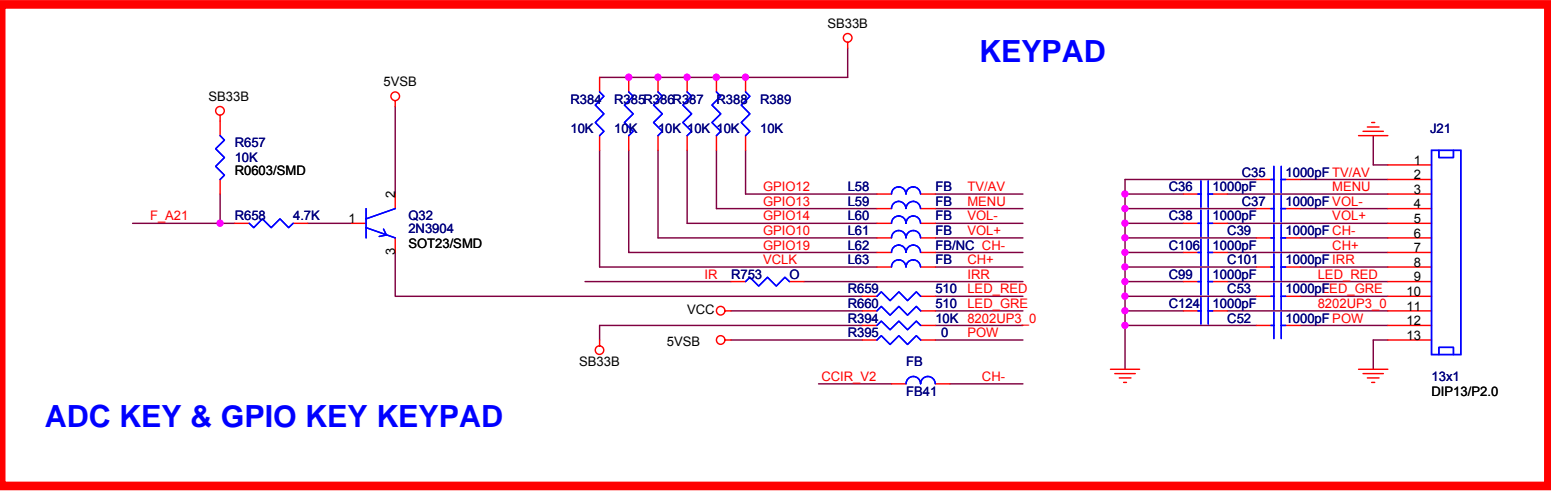 SB33B
KEYPAD
SB33B
5VSB
R384 R385 R386 R387 R388 R389
10K 10K 10K 10K 10K 10K
R657
10K
R0603/SMD
F_A21 R658 4.7K 1
2
Q32
2N3904
SOT23/SMD
3
GPIO12 L58 FB TV/AV
GPIO13 L59 FB MENU
GPIO14 L60 FB VOL-
GPIO10 L61 FB VOL+
GPIO19 L62 FB/NC CH-
VCLK L63 FB CH+
IR R753 O IRR
R659 510 LED_RED
VCC R660 510 LED_GRE
R394 10K 8202UP3_0
SB33B
5VSB R395 0 POW
FB
CCIR_V2 CH-
FB41
J21
1
C35 1000pF TV/AV 2
C36 1000pF MENU 3
C37 1000pF VOL- 4
C38 1000pF VOL+ 5
C39 1000pF CH- 6
C106 1000pF CH+ 7
C101 1000pF IRR 8
C99 1000pF LED_RED 9
C53 1000pF LED_GRE 10
C124 1000pF 8202UP3_0 11
C52 1000pF POW 12
13
13x1
DIP13/P2.0
ADC KEY & GPIO KEY KEYPAD